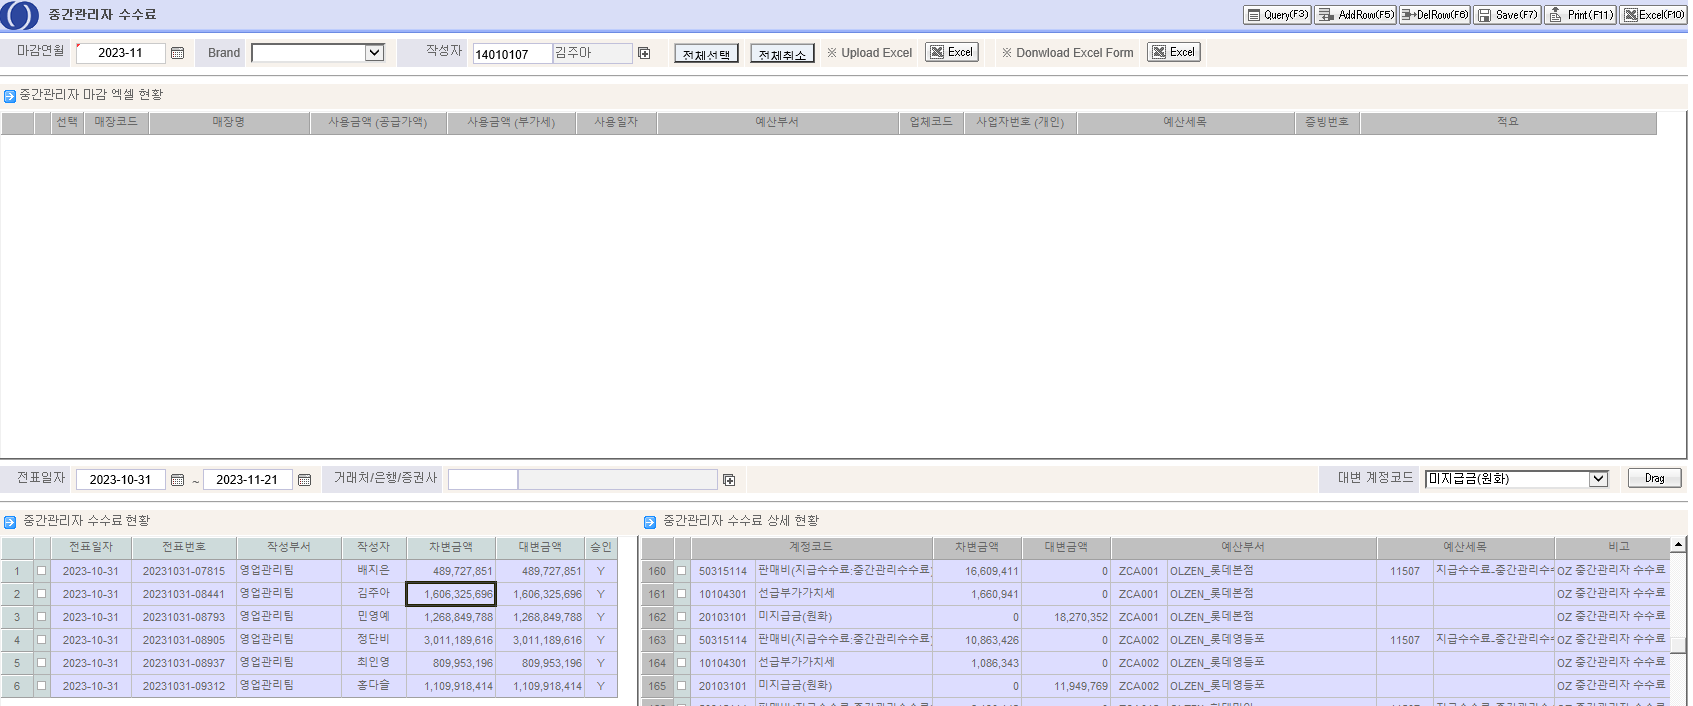 중간관리자 수수료 Query(F3) AddRow(F5) DelRow(F6) Save(F7) Print(F11) Excel(F10)
마감연월 2023-11 Brand 작성자 14010107 김주아 전체선택 전체취소 ※ Upload Excel Excel ※ Donwload Excel Form Excel
중간관리자 마감 엑셀 현황
선택 매장코드 매장명 사용금액 (공급가액) 사용금액 (부가세) 사용일자 예산부서 업체코드 사업자번호 (개인) 예산세목 증빙번호 적요
전표일자 2023-10-31 ~ 2023-11-21 거래처/은행/증권사 대변 계정코드 미지급금(원화) Drag
중간관리자 수수료 현황
전표일자 전표번호 작성부서 작성자 차변금액 대변금액 승인
1 2023-10-31 20231031-07815 영업관리팀 배지은 489,727,851 489,727,851 Y
2 2023-10-31 20231031-08441 영업관리팀 김주아 1,606,325,696 1,606,325,696 Y
3 2023-10-31 20231031-08793 영업관리팀 민영예 1,268,849,788 1,268,849,788 Y
4 2023-10-31 20231031-08905 영업관리팀 정단비 3,011,189,616 3,011,189,616 Y
5 2023-10-31 20231031-08937 영업관리팀 최인영 809,953,196 809,953,196 Y
6 2023-10-31 20231031-09312 영업관리팀 홍다슬 1,109,918,414 1,109,918,414 Y
중간관리자 수수료 상세 현황
계정코드 차변금액 대변금액 예산부서 예산세목 비고
160 50315114 판매비(지급수수료:중간관리수수료) 16,609,411 0 ZCA001 OLZEN_롯데본점 11507 지급수수료-중간관리수수 OZ 중간관리자 수수료
161 10104301 선급부가가치세 1,660,941 0 ZCA001 OLZEN_롯데본점 OZ 중간관리자 수수료
162 20103101 미지급금(원화) 0 18,270,352 ZCA001 OLZEN_롯데본점 OZ 중간관리자 수수료
163 50315114 판매비(지급수수료:중간관리수수료) 10,863,426 0 ZCA002 OLZEN_롯데영등포 11507 지급수수료-중간관리수수 OZ 중간관리자 수수료
164 10104301 선급부가가치세 1,086,343 0 ZCA002 OLZEN_롯데영등포 OZ 중간관리자 수수료
165 20103101 미지급금(원화) 0 11,949,769 ZCA002 OLZEN_롯데영등포 OZ 중간관리자 수수료